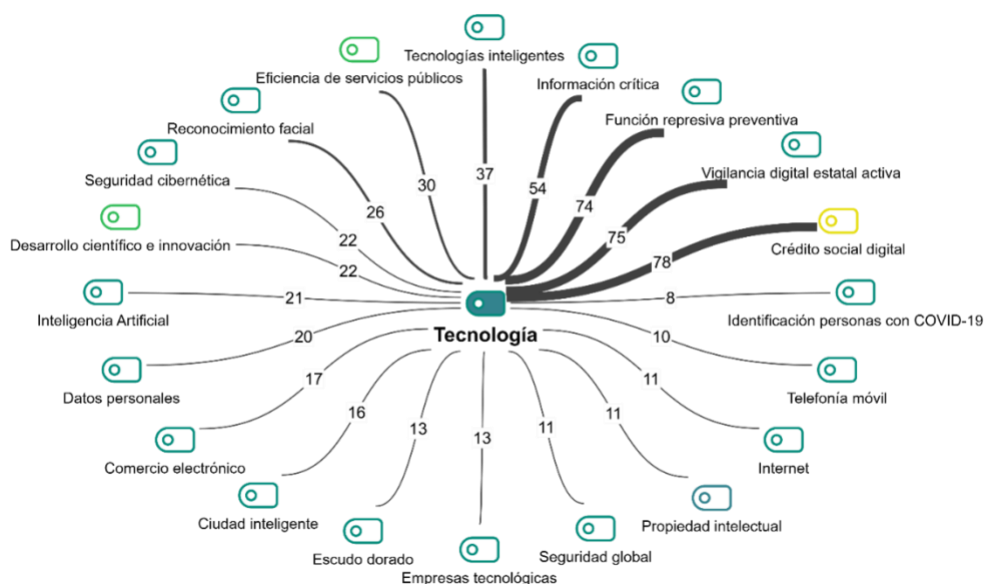 Tecnologías inteligentes
Eficiencia de servicios públicos
Información crítica
Función represiva preventiva
Reconocimiento facial
Vigilancia digital estatal activa
Seguridad cibernética
Desarrollo científico e innovación
Crédito social digital
37
30
54
74
26
75
22
22
78
21
8
Inteligencia Artificial
Identificación personas con COVID-19
Tecnología
20
10
17
11
Datos personales
Telefonía móvil
16
11
13
11
13
Comercio electrónico
Internet
Ciudad inteligente
Propiedad intelectual
Escudo dorado
Seguridad global
Empresas tecnológicas